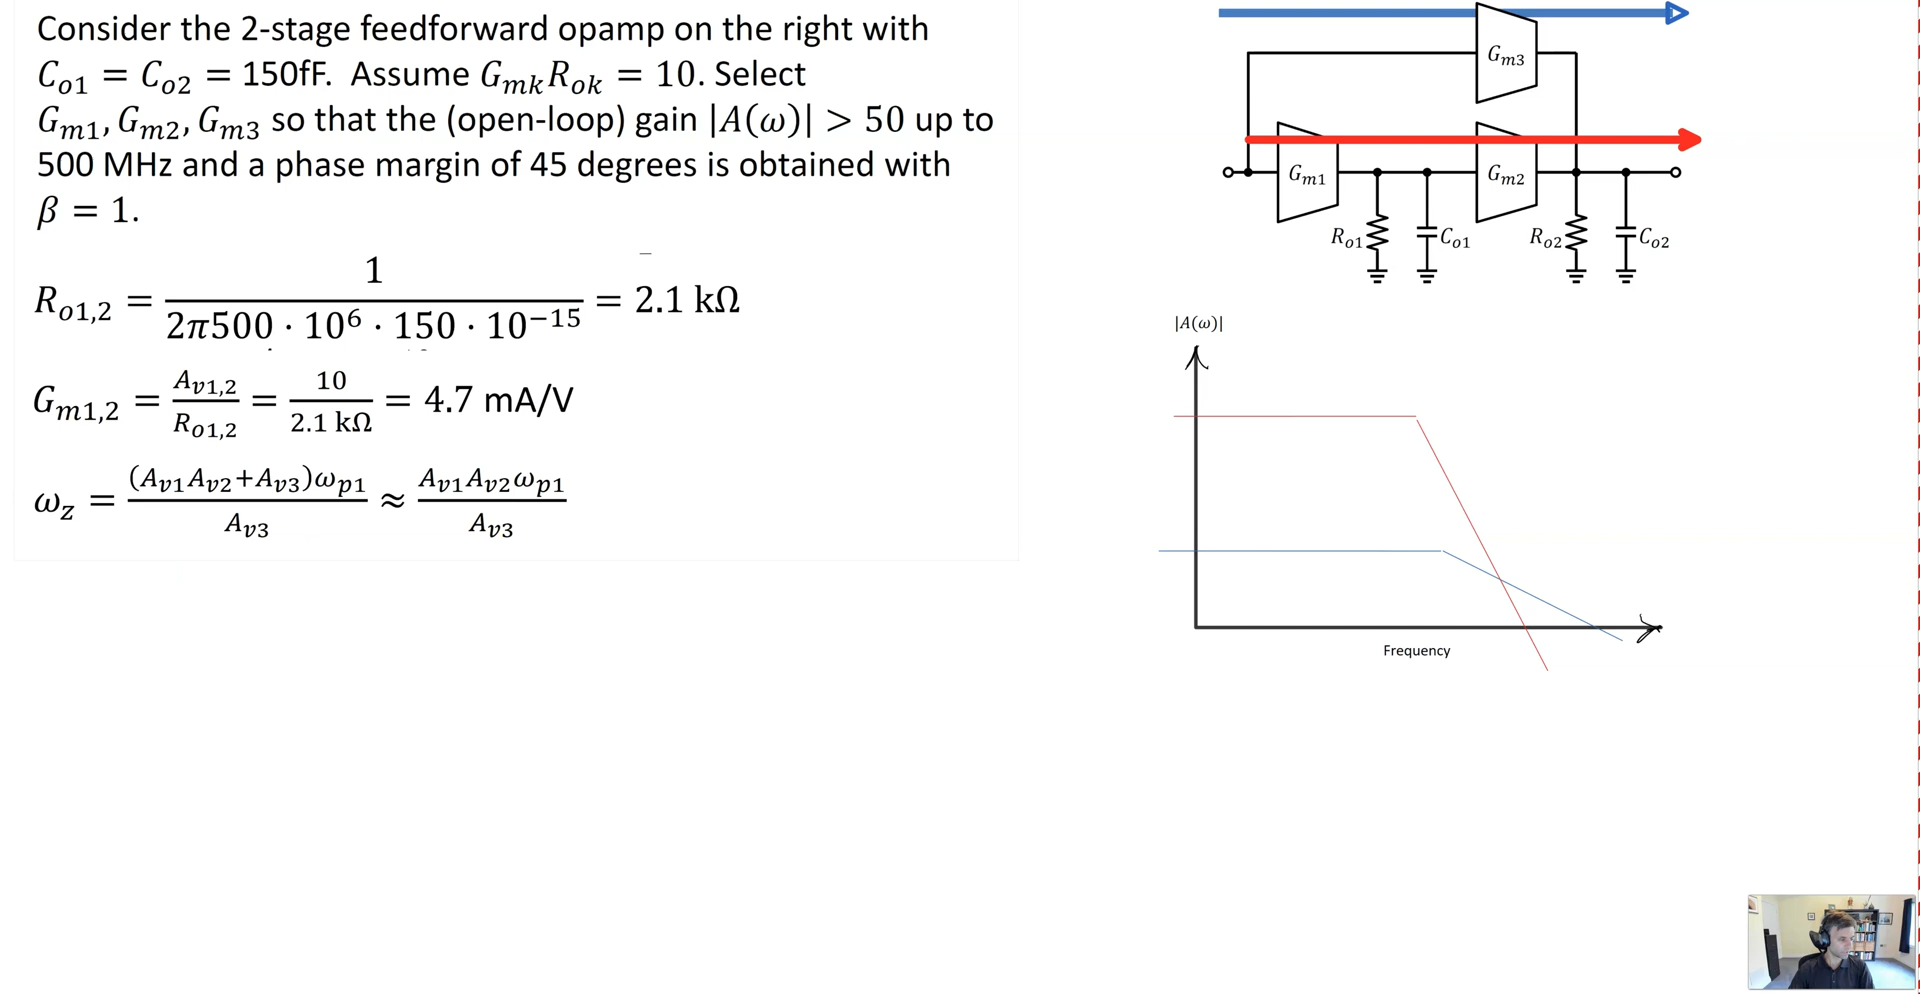 Consider the 2-stage feedforward opamp on the right with
C_{o1} = C_{o2} = 150fF. Assume G_{mk}R_{ok} = 10. Select
G_{m1}, G_{m2}, G_{m3} so that the (open-loop) gain |A(ω)| > 50 up to
500 MHz and a phase margin of 45 degrees is obtained with
β = 1.
R_{o1,2} = \frac{1}{2π500 · 10^6 · 150 · 10^{-15}} = 2.1 kΩ
G_{m1,2} = \frac{A_{v1,2}}{R_{o1,2}} = \frac{10}{2.1 kΩ} = 4.7 mA/V
ω_z = \frac{(A_{v1}A_{v2}+A_{v3})ω_{p1}}{A_{v3}} ≈ \frac{A_{v1}A_{v2}ω_{p1}}{A_{v3}}
G_{m3}
G_{m1}
G_{m2}
R_{o1}
C_{o1}
R_{o2}
C_{o2}
|A(ω)|
Frequency